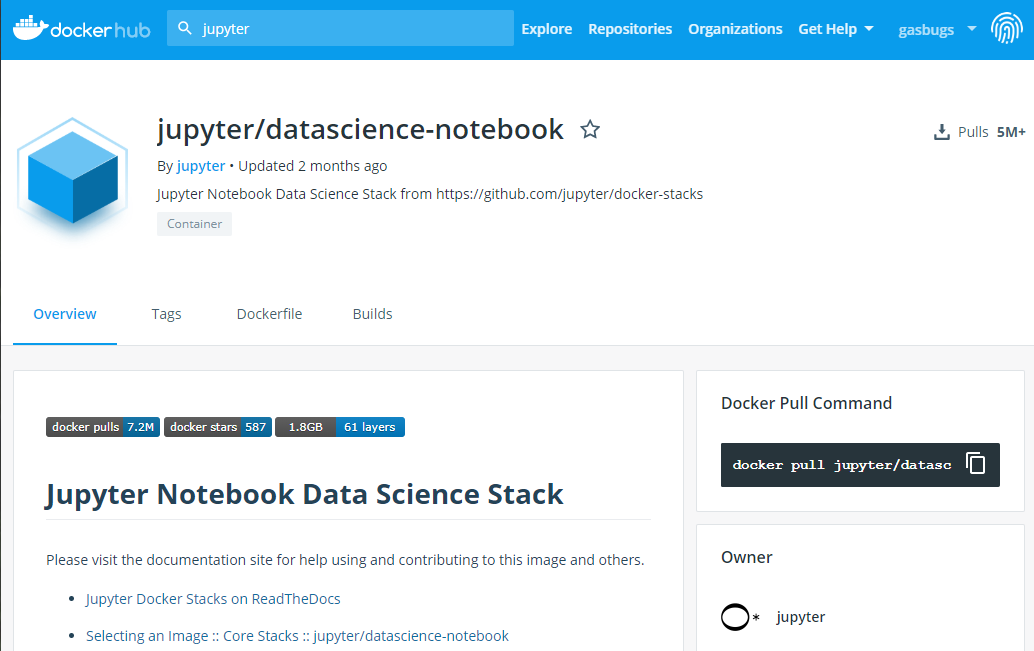 docker hub
jupyter
Explore Repositories Organizations Get Help gasbugs
jupyter/datascience-notebook
Pulls 5M+
By jupyter • Updated 2 months ago
Jupyter Notebook Data Science Stack from https://github.com/jupyter/docker-stacks
Container
Overview Tags Dockerfile Builds
docker pulls 7.2M docker stars 587 1.8GB 61 layers
Jupyter Notebook Data Science Stack
Please visit the documentation site for help using and contributing to this image and others.
• Jupyter Docker Stacks on ReadTheDocs
• Selecting an Image :: Core Stacks :: jupyter/datascience-notebook
Docker Pull Command
docker pull jupyter/datasc
Owner
jupyter